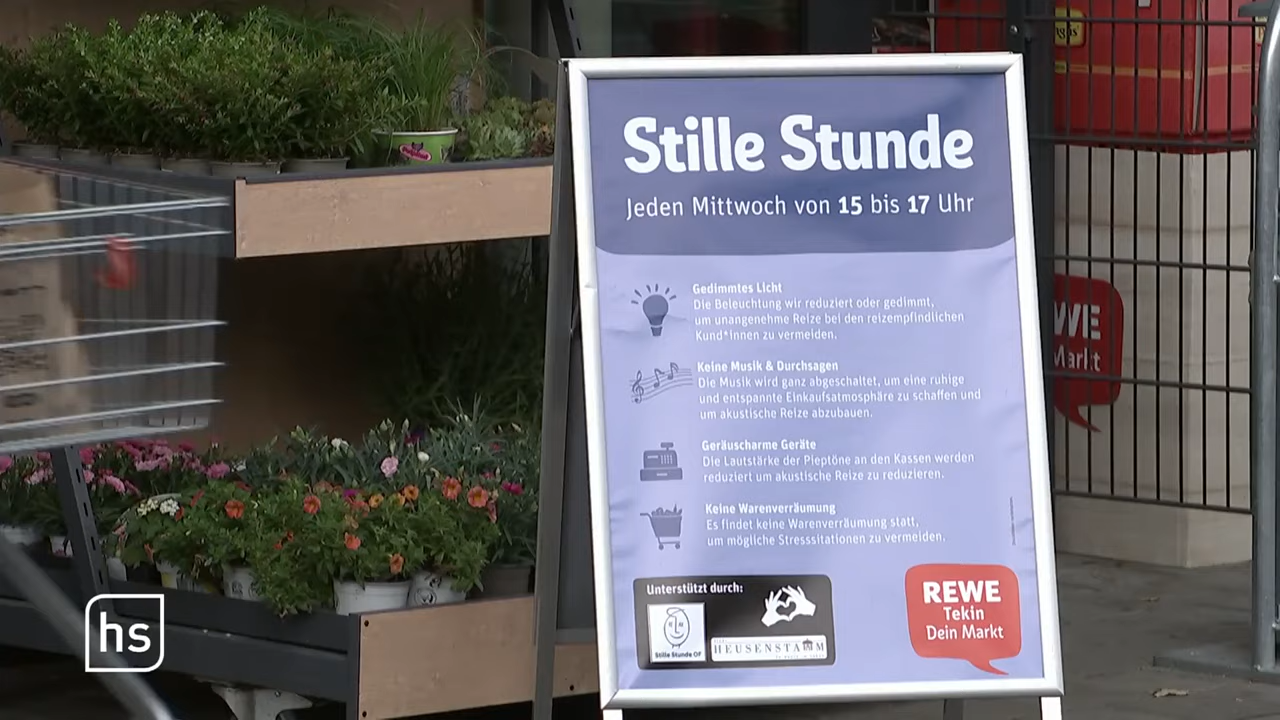 Stille Stunde
Jeden Mittwoch von 15 bis 17 Uhr
Gedimmtes Licht
Die Beleuchtung wir reduziert oder gedimmt,
um unangenehme Reize bei den reizempfindlichen
Kund*innen zu vermeiden.
Keine Musik & Durchsagen
Die Musik wird ganz abgeschaltet, um eine ruhige
und entspannte Einkaufsatmosphäre zu schaffen und
um akustische Reize abzubauen.
Geräuscharme Geräte
Die Lautstärke der Pieptöne an den Kassen werden
reduziert um akustische Reize zu reduzieren.
Keine Warenverräumung
Es findet keine Warenverräumung statt,
um mögliche Stresssitationen zu vermeiden.
Unterstützt durch:
Stille Stunde OF
HEUSENSTAMM
REWE
Tekin
Dein Markt
WE
Markt
hs